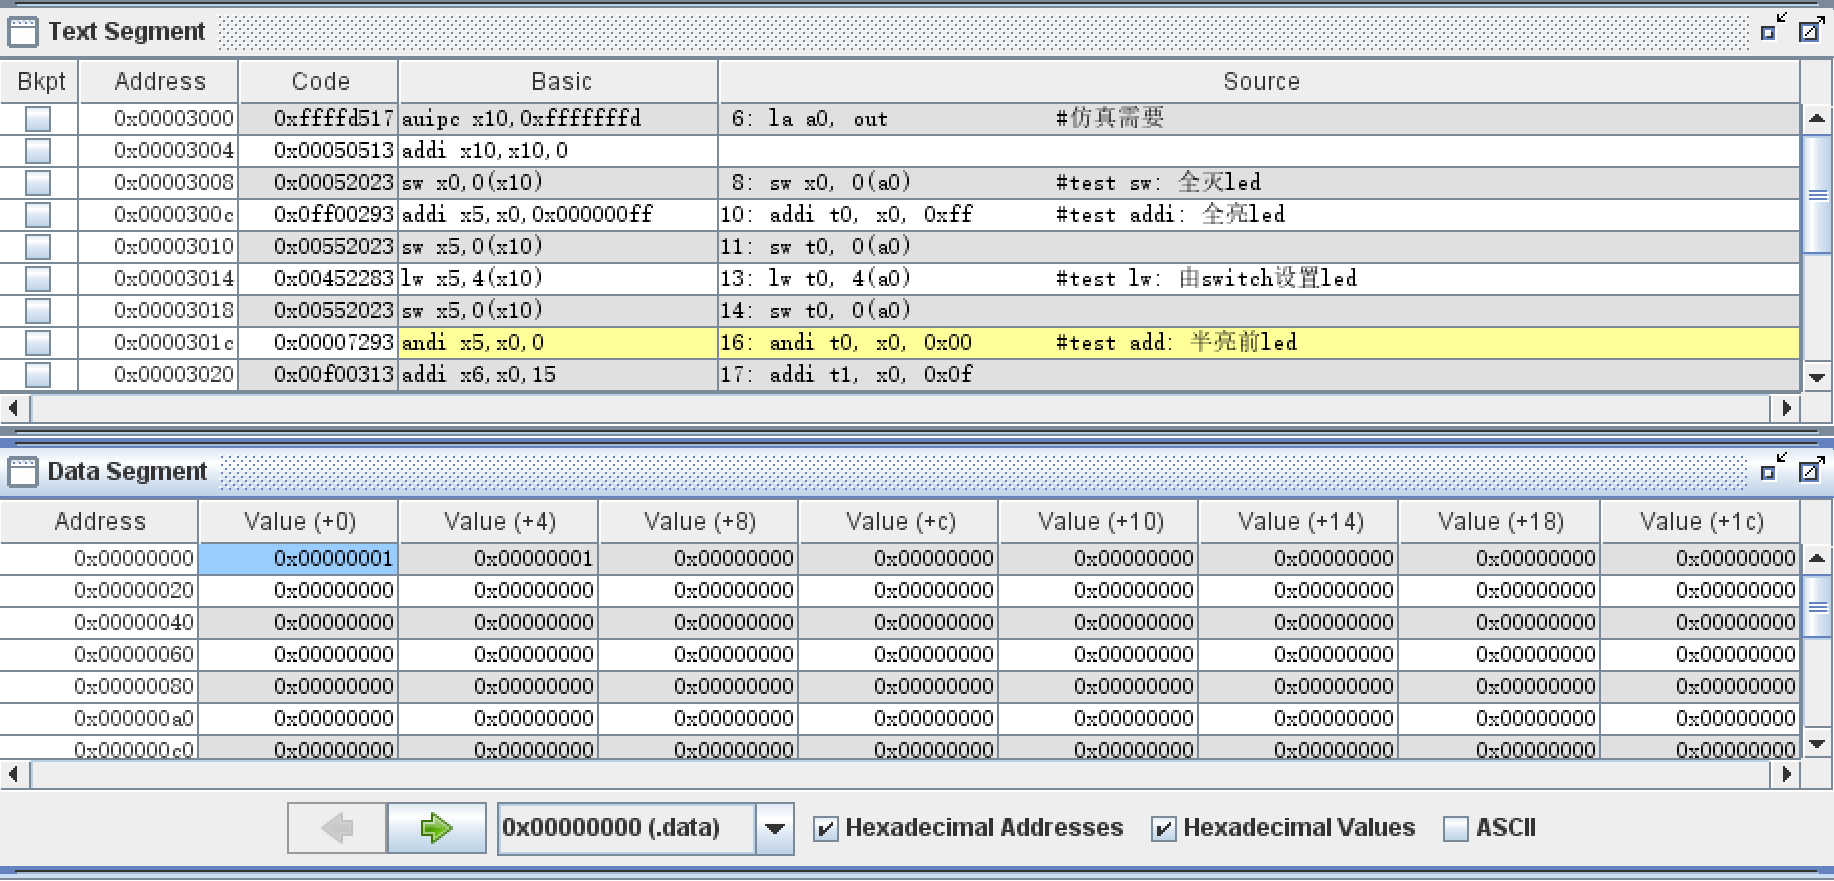 Text Segment
Bkpt Address Code Basic Source
0x00003000 0xffffd517 auipc x10,0xfffffffd 6: la a0, out #仿真需要
0x00003004 0x00050513 addi x10,x10,0
0x00003008 0x00052023 sw x0,0(x10) 8: sw x0, 0(a0) #test sw: 全灭led
0x0000300c 0x0ff00293 addi x5,x0,0x000000ff 10: addi t0, x0, 0xff #test addi: 全亮led
0x00003010 0x00552023 sw x5,0(x10) 11: sw t0, 0(a0)
0x00003014 0x00452283 lw x5,4(x10) 13: lw t0, 4(a0) #test lw: 由switch设置led
0x00003018 0x00552023 sw x5,0(x10) 14: sw t0, 0(a0)
0x0000301c 0x00007293 andi x5,x0,0 16: andi t0, x0, 0x00 #test add: 半亮前led
0x00003020 0x00f00313 addi x6,x0,15 17: addi t1, x0, 0x0f
Data Segment
Address Value (+0) Value (+4) Value (+8) Value (+c) Value (+10) Value (+14) Value (+18) Value (+1c)
0x00000000 0x00000001 0x00000001 0x00000000 0x00000000 0x00000000 0x00000000 0x00000000 0x00000000
0x00000020 0x00000000 0x00000000 0x00000000 0x00000000 0x00000000 0x00000000 0x00000000 0x00000000
0x00000040 0x00000000 0x00000000 0x00000000 0x00000000 0x00000000 0x00000000 0x00000000 0x00000000
0x00000060 0x00000000 0x00000000 0x00000000 0x00000000 0x00000000 0x00000000 0x00000000 0x00000000
0x00000080 0x00000000 0x00000000 0x00000000 0x00000000 0x00000000 0x00000000 0x00000000 0x00000000
0x000000a0 0x00000000 0x00000000 0x00000000 0x00000000 0x00000000 0x00000000 0x00000000 0x00000000
0x000000c0 0x00000000 0x00000000 0x00000000 0x00000000 0x00000000 0x00000000 0x00000000 0x00000000
0x00000000 (.data) Hexadecimal Addresses Hexadecimal Values ASCII